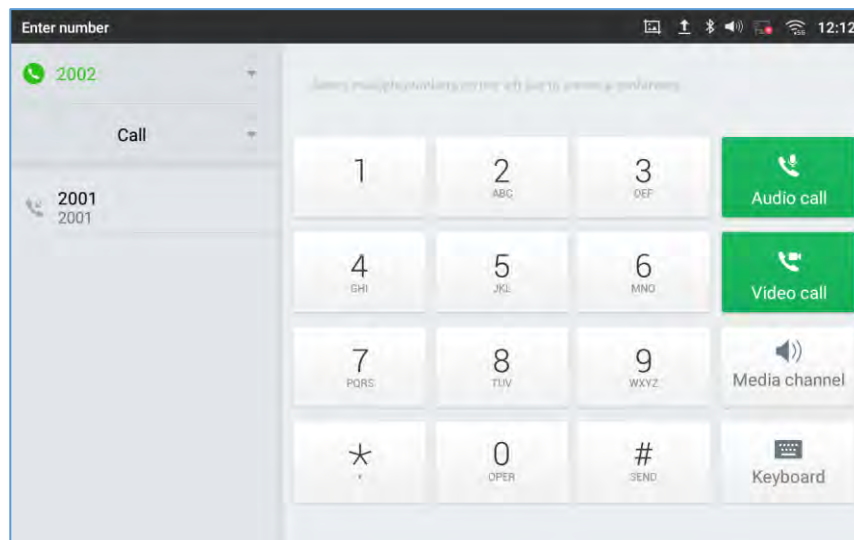 Enter number
12:12
2002
Call
2001
2001
1
2
ABC
3
DEF
Audio call
4
GHI
5
JKL
6
MNO
Video call
7
PQRS
8
TUV
9
WXYZ
Media channel
*
0
OPER
#
SEND
Keyboard